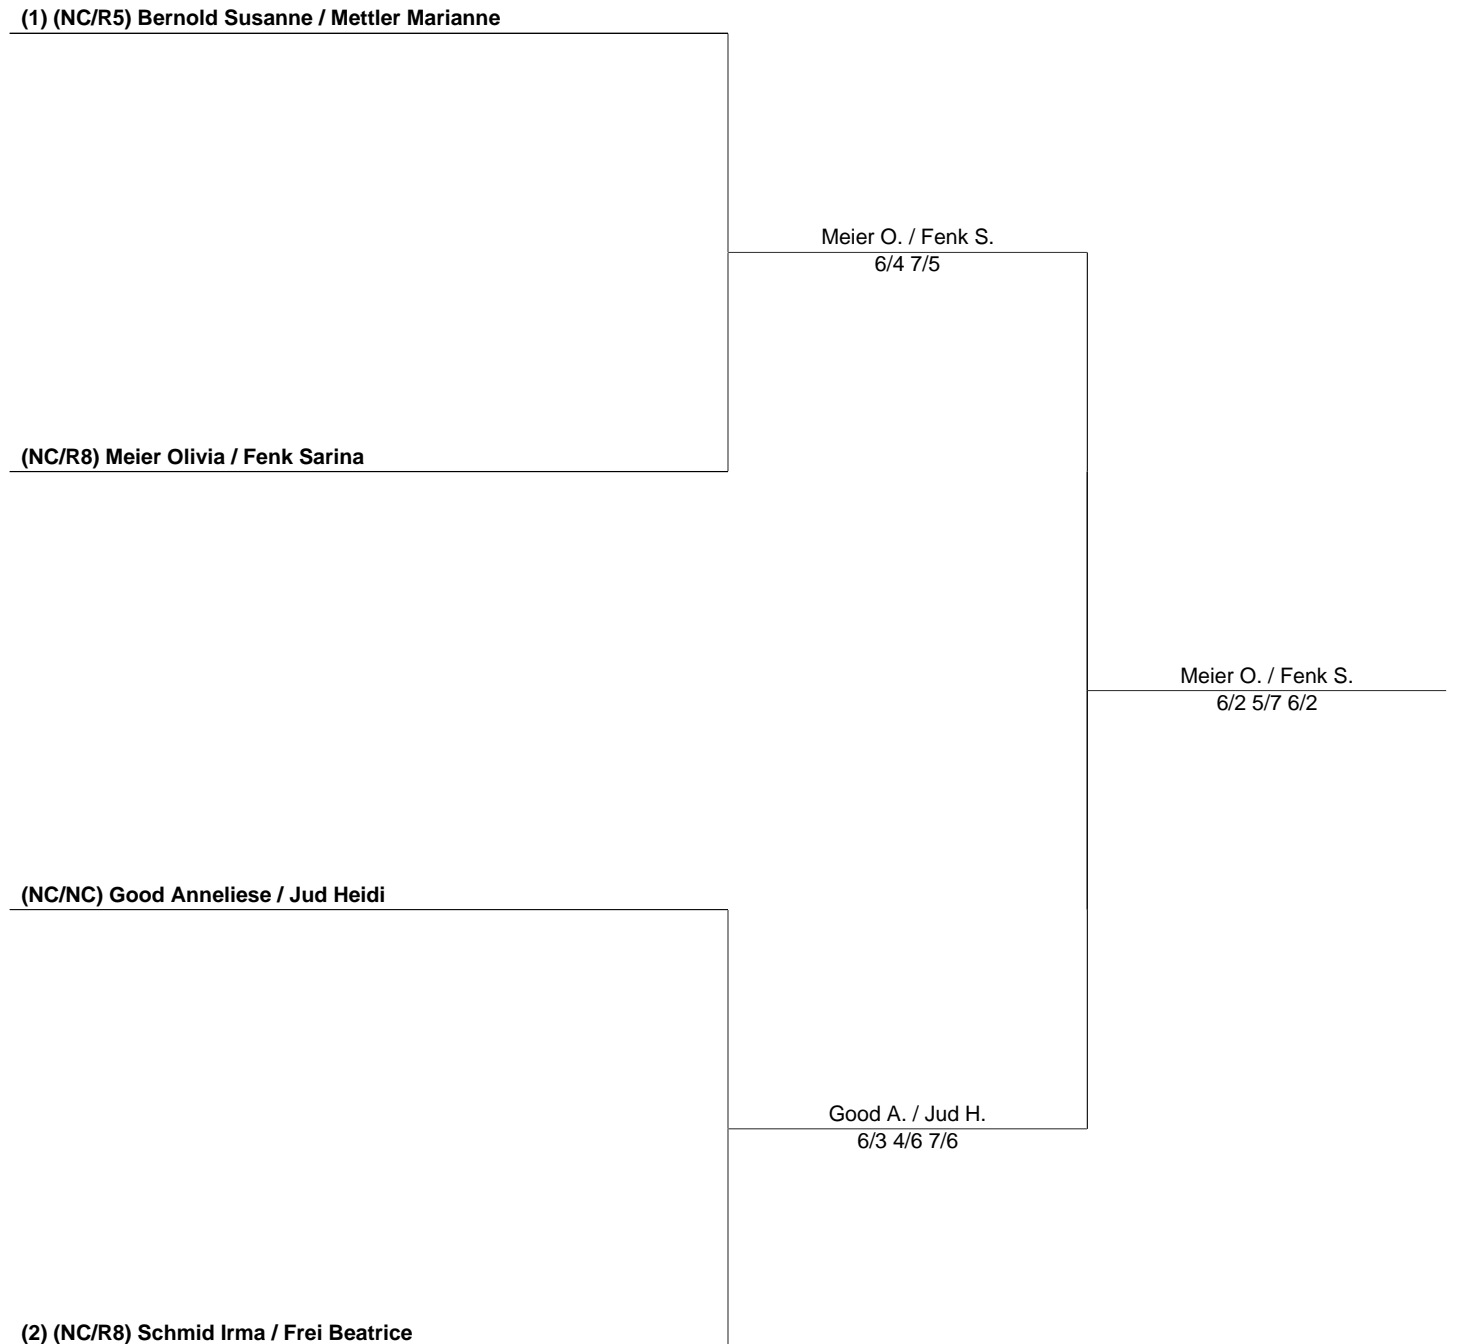 (1) (NC/R5) Bernold Susanne / Mettler Marianne
Meier O. / Fenk S.
6/4 7/5
(NC/R8) Meier Olivia / Fenk Sarina
Meier O. / Fenk S.
6/2 5/7 6/2
(NC/NC) Good Anneliese / Jud Heidi
Good A. / Jud H.
6/3 4/6 7/6
(2) (NC/R8) Schmid Irma / Frei Beatrice